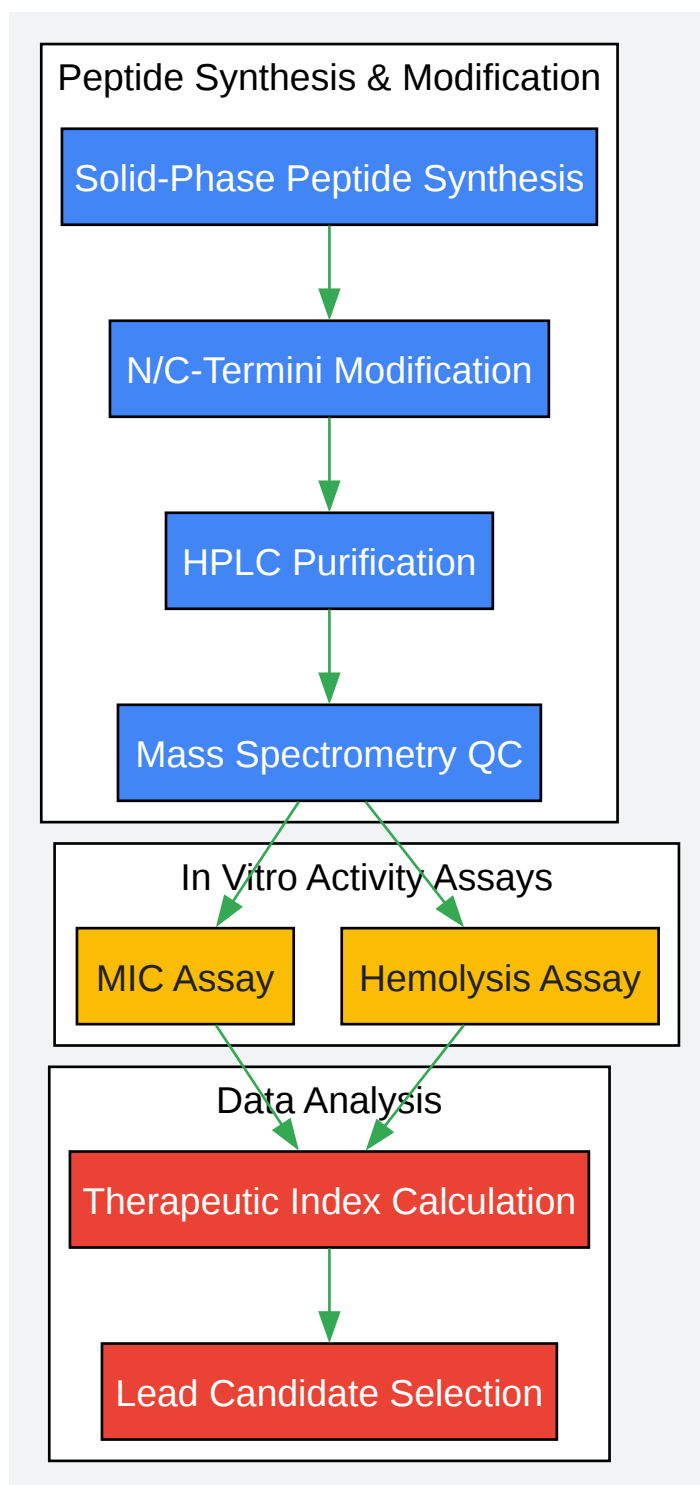 Peptide Synthesis & Modification
Solid-Phase Peptide Synthesis
N/C-Termini Modification
HPLC Purification
Mass Spectrometry QC
In Vitro Activity Assays
MIC Assay
Hemolysis Assay
Data Analysis
Therapeutic Index Calculation
Lead Candidate Selection